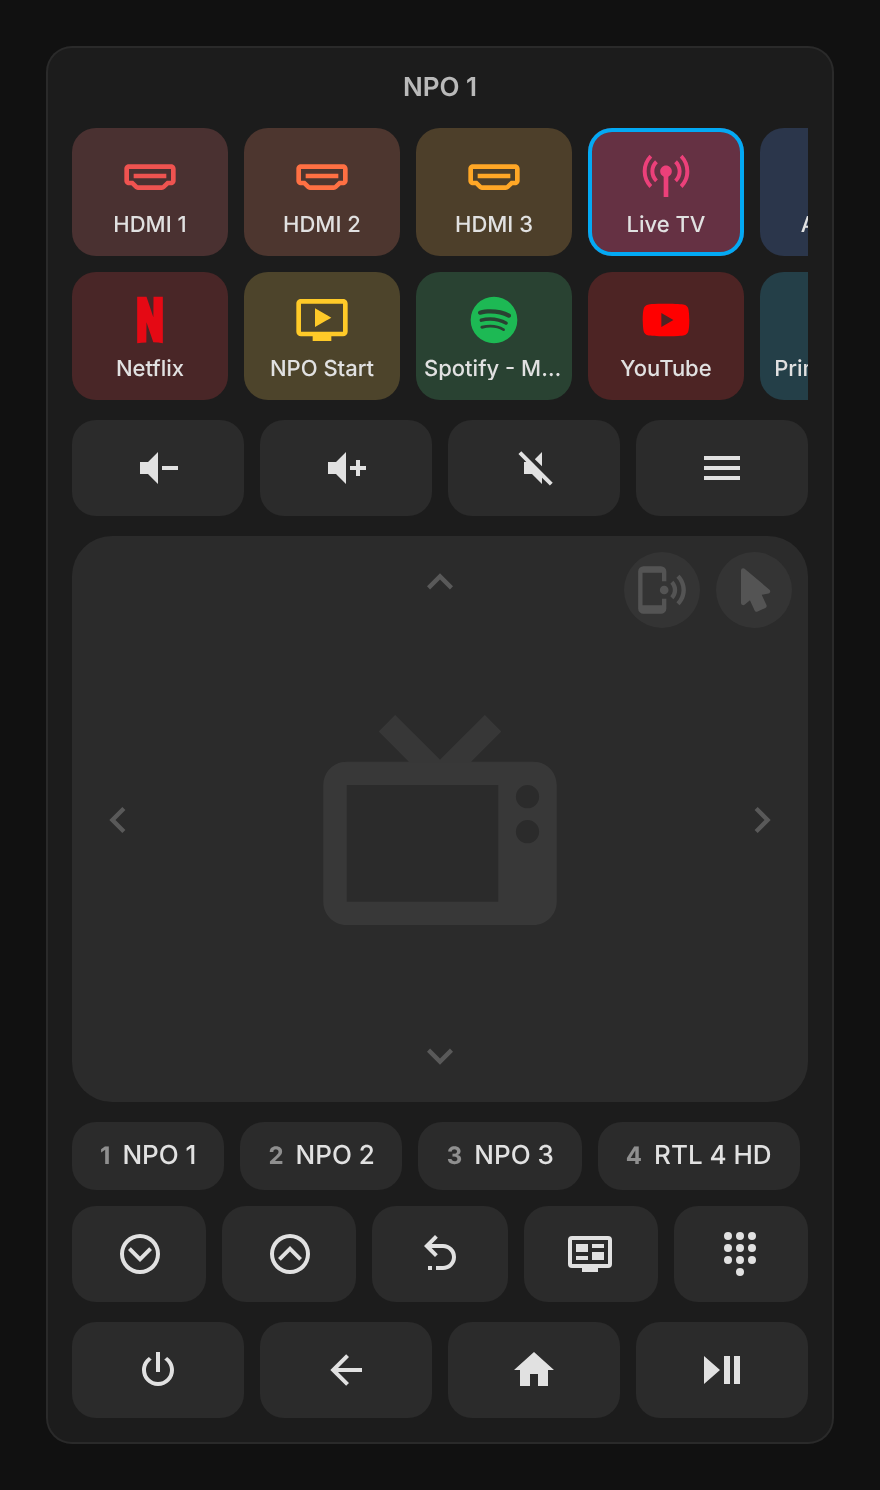 NPO 1
HDMI 1
HDMI 2
HDMI 3
Live TV
Netflix
NPO Start
Spotify - M...
YouTube
1 NPO 1
2 NPO 2
3 NPO 3
4 RTL 4 HD